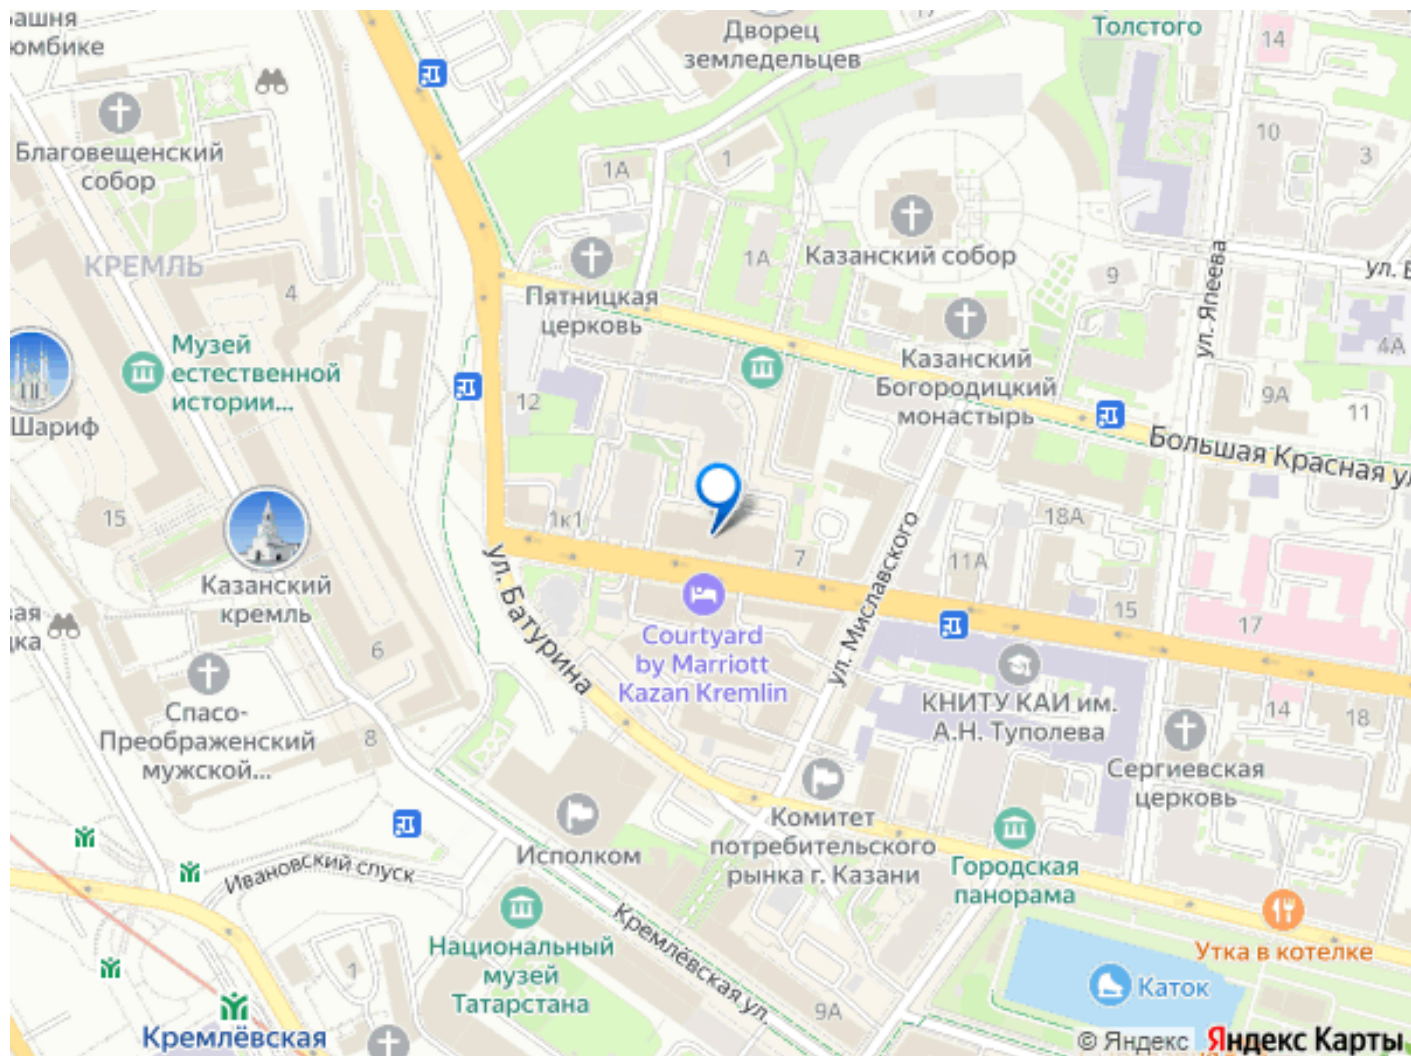 ашня
юмбике
Дворец
земледельцев
Толстого
14
17
10
3
Благовещенский
собор
1А
1
КРЕМЛЬ
4
Пятницкая
церковь
1А
Казанский собор
9
ул. Япеева
4А
Музей
естественной
истории...
Шариф
12
Казанский
Богородицкий
монастырь
9А
11
Большая Красная ул
15
1к1
18А
Казанский
кремль
ул. Батурина
7
ул. Миславского
11А
15
17
6
Courtyard
by Marriott
Kazan Kremlin
КНИТУ КАИ им.
А.Н. Туполева
14
18
Спасо-
Преображенский
мужской...
8
Сергиевская
церковь
Исполком
Комитет
потребительского
рынка г. Казани
Городская
панорама
Ивановский спуск
Кремлёвская ул.
Национальный
музей
Татарстана
Утка в котелке
1
9А
Каток
Кремлёвская
© Яндекс Яндекс Карты